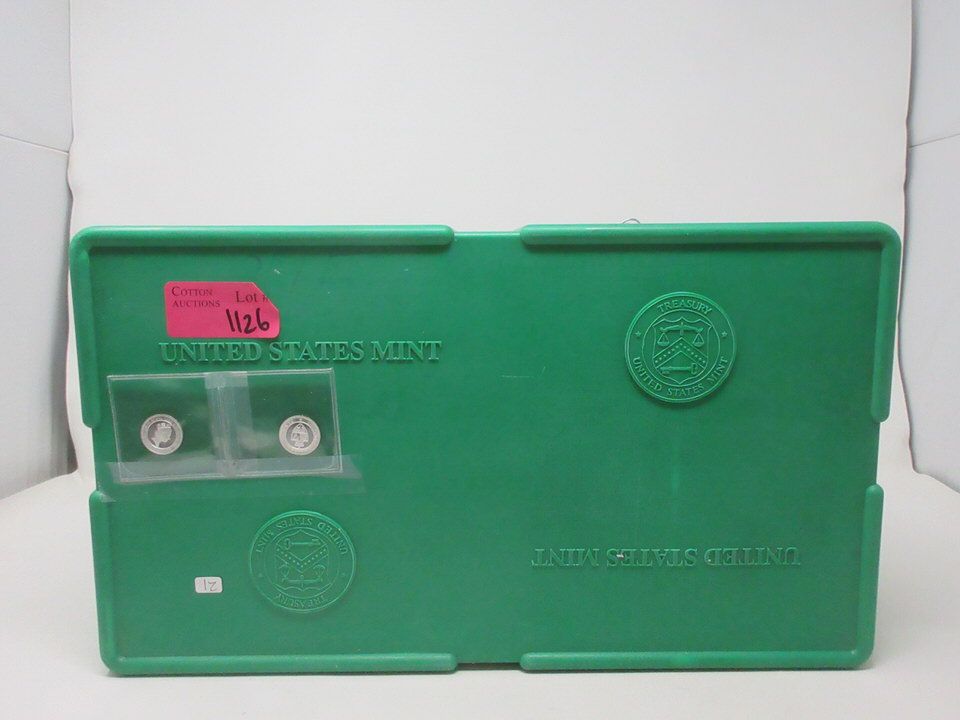 COTTON
AUCTIONS Lot #
1126
UNITED STATES MINT
TREASURY
UNITED STATES MINT
UNITED STATES MINT
TREASURY
UNITED STATES MINT
12